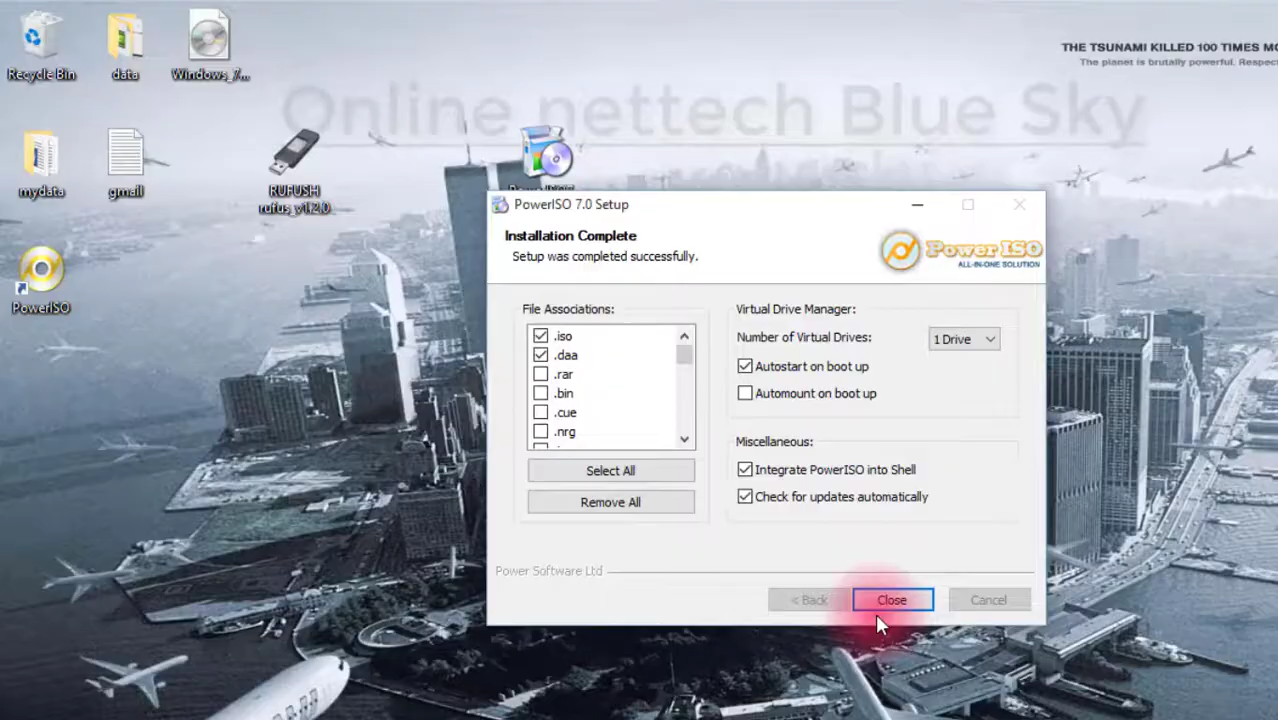 THE TSUNAMI KILLED 100 TIMES MO
The planet is brutally powerful. Respec
Online nettech Blue Sky
Recycle Bin
data
Windows_7...
mydata
gmail
RUFUSH
rufus_v1.2.0
PowerISO
PowerISO 7.0 Setup
Installation Complete
Setup was completed successfully.
Power ISO
ALL-IN-ONE SOLUTION
File Associations:
.iso
.daa
.rar
.bin
.cue
.nrg
Select All
Remove All
Virtual Drive Manager:
Number of Virtual Drives:
1 Drive
Autostart on boot up
Automount on boot up
Miscellaneous:
Integrate PowerISO into Shell
Check for updates automatically
Power Software Ltd
< Back
Close
Cancel